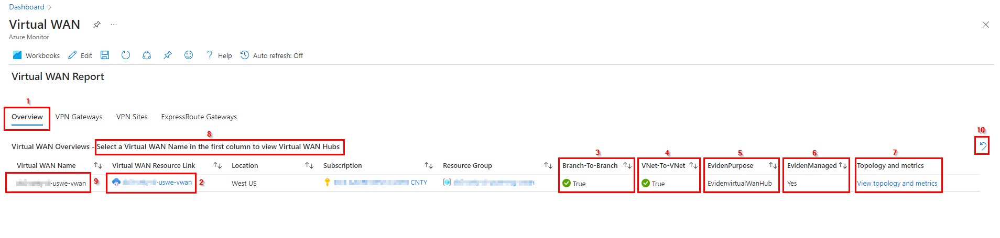 Dashboard >
Virtual WAN ...
Azure Monitor
Workbooks Edit Help Auto refresh: Off
Virtual WAN Report
1
Overview VPN Gateways VPN Sites ExpressRoute Gateways
8 10
Virtual WAN Overviews - Select a Virtual WAN Name in the first column to view Virtual WAN Hubs
3 4 5 6 7
Virtual WAN Name Virtual WAN Resource Link Location Subscription Resource Group Branch-To-Branch VNet-To-VNet EvidenPurpose EvidenManaged Topology and metrics
-uswe-vwan 9 -uswe-vwan 2 West US CNTY True True EvidenvirtualWanHub Yes View topology and metrics